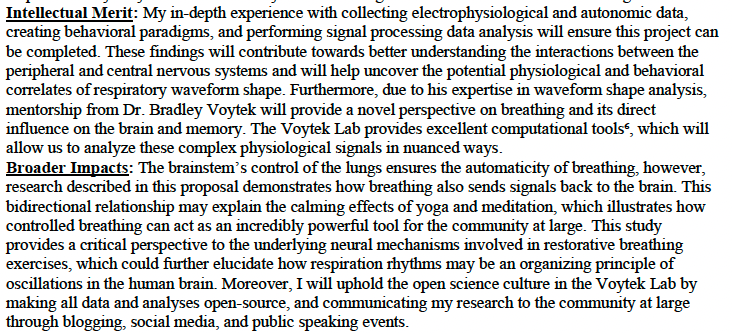 Intellectual Merit: My in-depth experience with collecting electrophysiological and autonomic data,
creating behavioral paradigms, and performing signal processing data analysis will ensure this project can
be completed. These findings will contribute towards better understanding the interactions between the
peripheral and central nervous systems and will help uncover the potential physiological and behavioral
correlates of respiratory waveform shape. Furthermore, due to his expertise in waveform shape analysis,
mentorship from Dr. Bradley Voytek will provide a novel perspective on breathing and its direct
influence on the brain and memory. The Voytek Lab provides excellent computational tools⁶, which will
allow us to analyze these complex physiological signals in nuanced ways.
Broader Impacts: The brainstem's control of the lungs ensures the automaticity of breathing, however,
research described in this proposal demonstrates how breathing also sends signals back to the brain. This
bidirectional relationship may explain the calming effects of yoga and meditation, which illustrates how
controlled breathing can act as an incredibly powerful tool for the community at large. This study
provides a critical perspective to the underlying neural mechanisms involved in restorative breathing
exercises, which could further elucidate how respiration rhythms may be an organizing principle of
oscillations in the human brain. Moreover, I will uphold the open science culture in the Voytek Lab by
making all data and analyses open-source, and communicating my research to the community at large
through blogging, social media, and public speaking events.